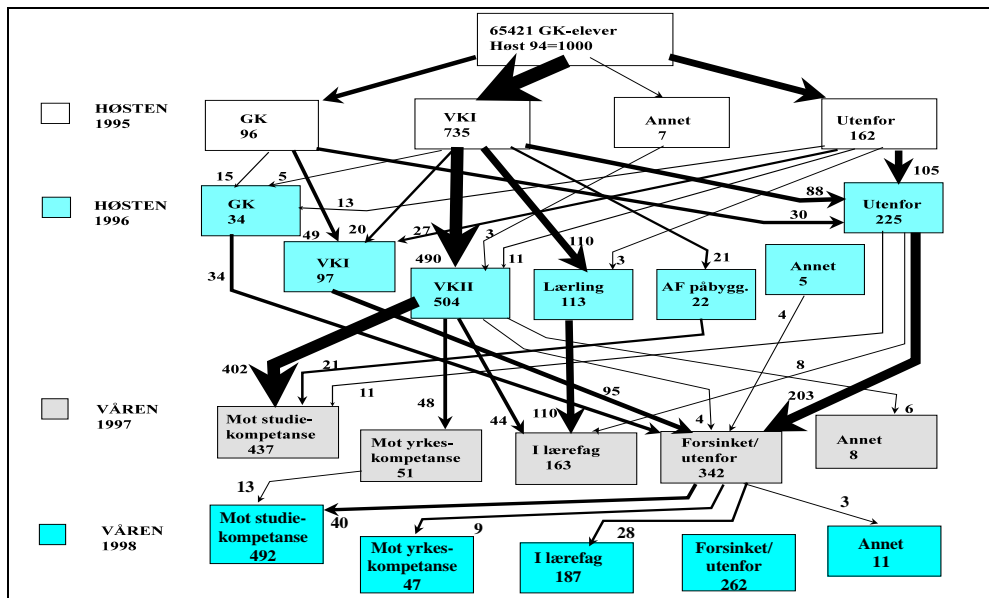 65421 GK-elever
Høst 94=1000
HØSTEN
1995
GK
96
VKI
735
Annet
7
Utenfor
162
15
5
13
88
105
30
HØSTEN
1996
GK
34
49
20
27
490
3
11
110
3
21
Utenfor
225
VKI
97
VKII
504
Lærling
113
AF påbygg.
22
Annet
5
34
402
21
11
48
44
110
95
4
4
8
203
6
VÅREN
1997
Mot studie-
kompetanse
437
Mot yrkes-
kompetanse
51
I lærefag
163
Forsinket/
utenfor
342
Annet
8
13
40
9
28
3
VÅREN
1998
Mot studie-
kompetanse
492
Mot yrkes-
kompetanse
47
I lærefag
187
Forsinket/
utenfor
262
Annet
11